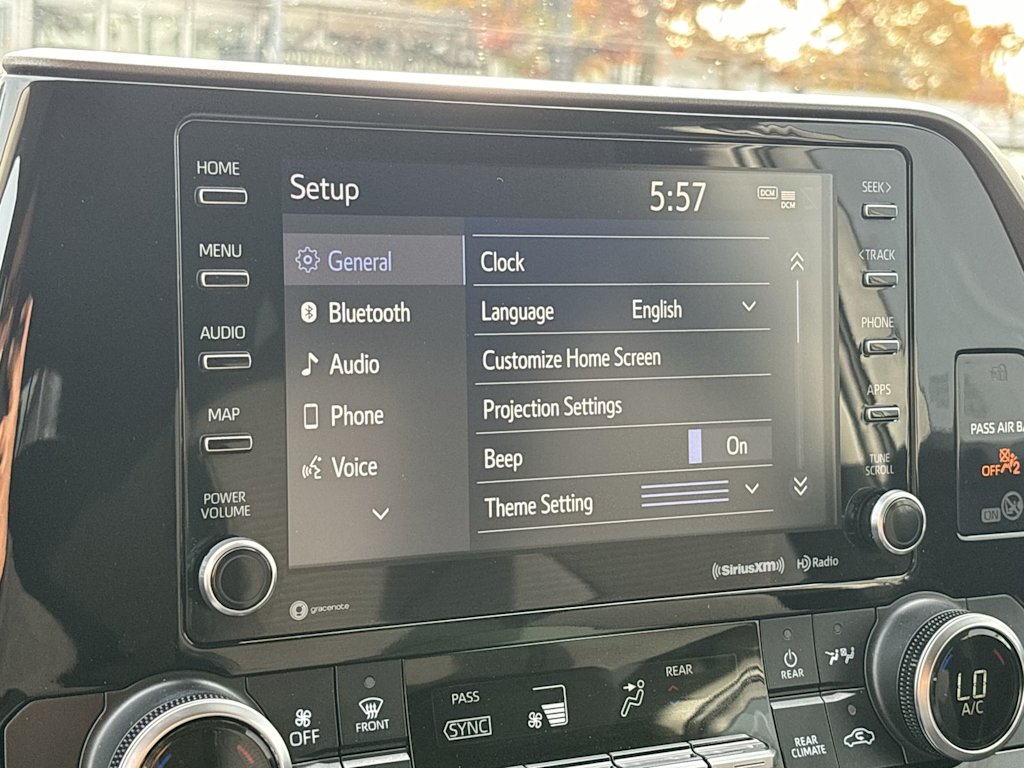 HOME
MENU
AUDIO
MAP
POWER
VOLUME
Setup
5:57
DCM
DCM
General
Bluetooth
Audio
Phone
Voice
Clock
Language English
Customize Home Screen
Projection Settings
Beep On
Theme Setting
SEEK>
<TRACK
PHONE
APPS
TUNE
SCROLL
gracenote
((SiriusXM))
HD Radio
PASS AIR BA
OFF 2
ON
OFF
FRONT
PASS
SYNC
REAR
REAR
REAR
CLIMATE
LO
A/C